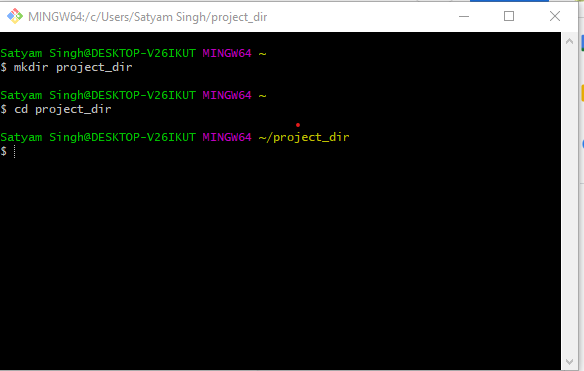 MINGW64:/c/Users/Satyam Singh/project_dir
Satyam Singh@DESKTOP-V26IKUT MINGW64 ~
$ mkdir project_dir
Satyam Singh@DESKTOP-V26IKUT MINGW64 ~
$ cd project_dir
Satyam Singh@DESKTOP-V26IKUT MINGW64 ~/project_dir
$